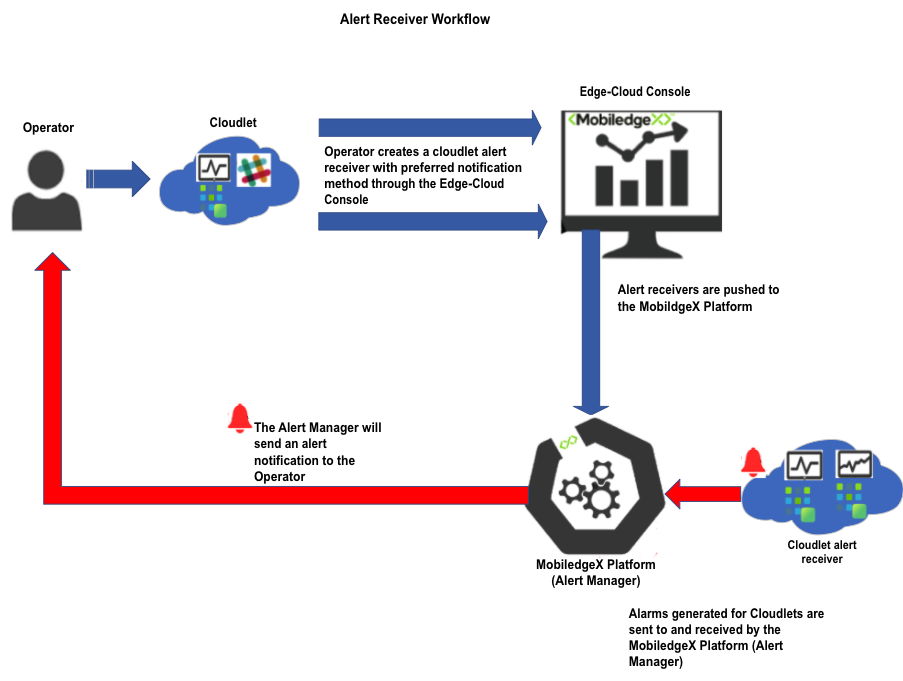 Alert Receiver Workflow
Edge-Cloud Console
Operator
Cloudlet
MobiledgeX
Operator creates a cloudlet alert
receiver with preferred notification
method through the Edge-Cloud
Console
Alert receivers are pushed to
the MobildgeX Platform
The Alert Manager will
send an alert
notification to the
Operator
Cloudlet alert
receiver
MobiledgeX Platform
(Alert Manager)
Alarms generated for Cloudlets are
sent to and received by the
MobiledgeX Platform (Alert
Manager)